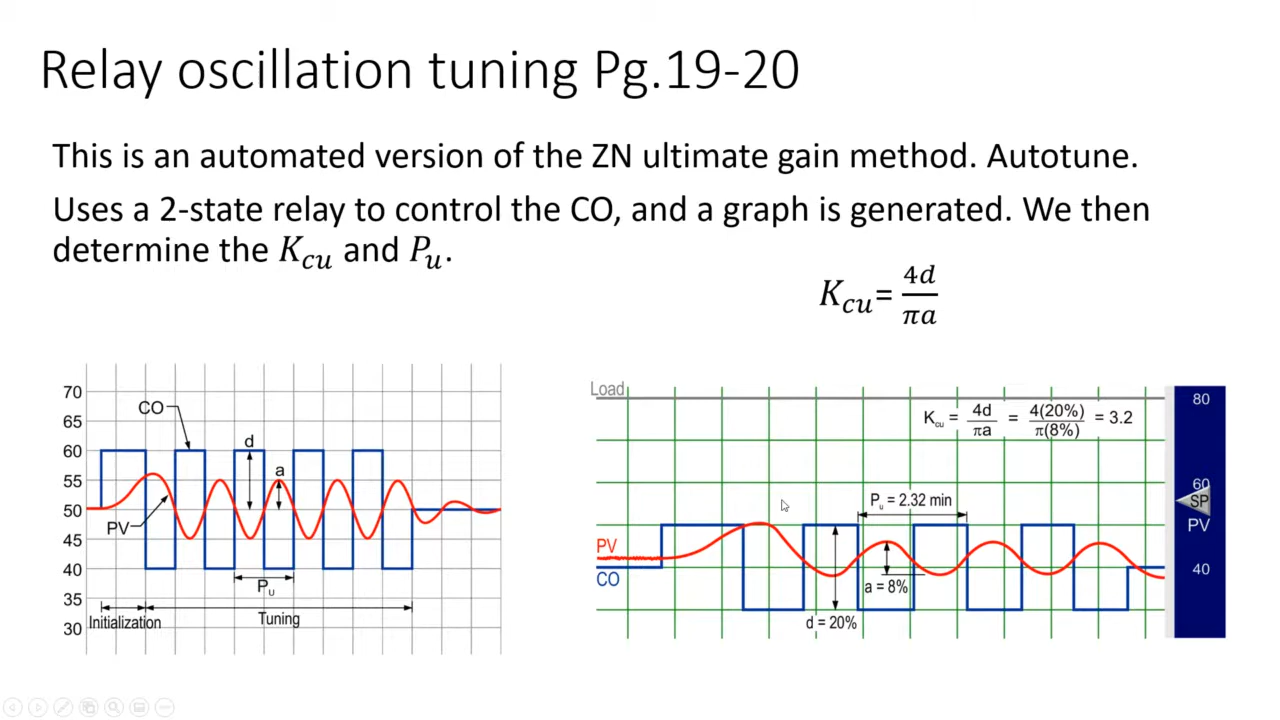 Relay oscillation tuning Pg.19-20
This is an automated version of the ZN ultimate gain method. Autotune.
Uses a 2-state relay to control the CO, and a graph is generated. We then
determine the K_cu and P_u.
K_cu = 4d/πa
70
65
60
55
50
45
40
35
30
CO
d
a
PV
P_u
Initialization
Tuning
Load
K_cu = 4d/πa = 4(20%)/π(8%) = 3.2
P_u = 2.32 min
PV
CO
a = 8%
d = 20%
80
60
SP
PV
40